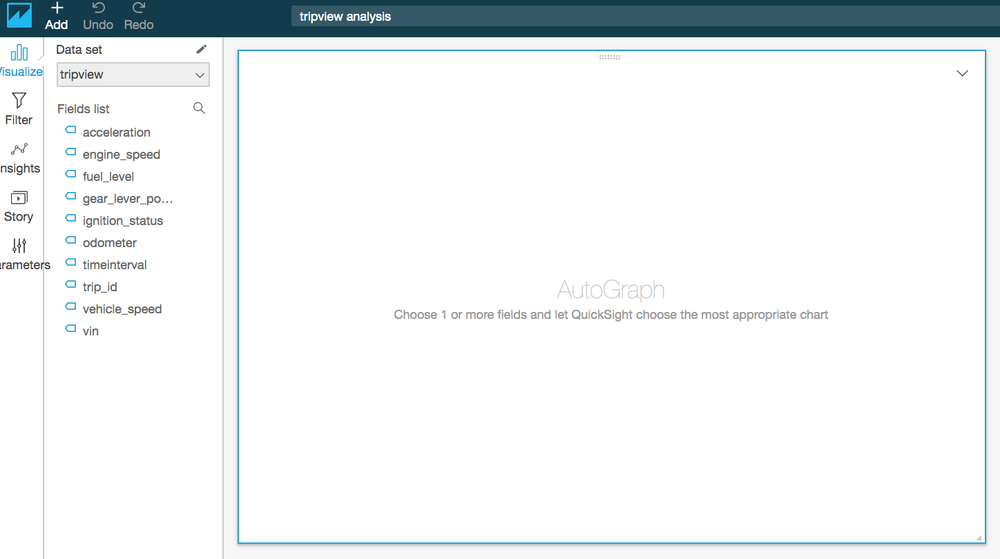 Add
Undo
Redo
tripview analysis
Visualize
Filter
nsights
Story
arameters
Data set
tripview
Fields list
acceleration
engine_speed
fuel_level
gear_lever_po...
ignition_status
odometer
timeinterval
trip_id
vehicle_speed
vin
AutoGraph
Choose 1 or more fields and let QuickSight choose the most appropriate chart